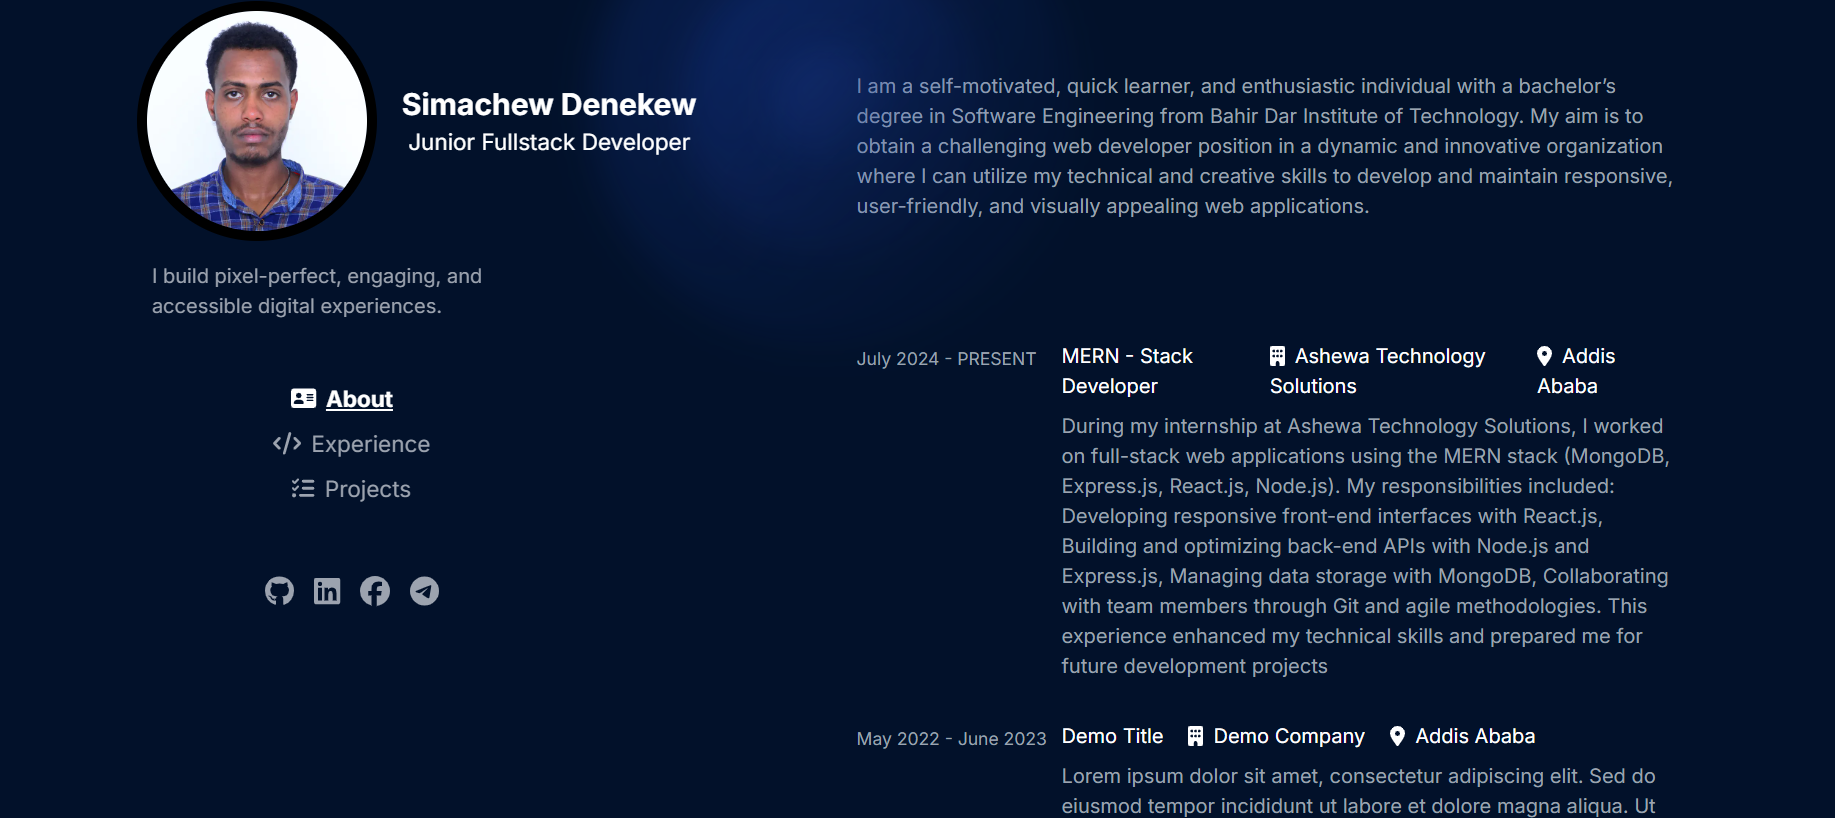 Simachew Denekew
Junior Fullstack Developer
I build pixel-perfect, engaging, and
accessible digital experiences.
About
Experience
Projects
I am a self-motivated, quick learner, and enthusiastic individual with a bachelor’s
degree in Software Engineering from Bahir Dar Institute of Technology. My aim is to
obtain a challenging web developer position in a dynamic and innovative organization
where I can utilize my technical and creative skills to develop and maintain responsive,
user-friendly, and visually appealing web applications.
July 2024 - PRESENT
MERN - Stack
Developer
Ashewa Technology
Solutions
Addis
Ababa
During my internship at Ashewa Technology Solutions, I worked
on full-stack web applications using the MERN stack (MongoDB,
Express.js, React.js, Node.js). My responsibilities included:
Developing responsive front-end interfaces with React.js,
Building and optimizing back-end APIs with Node.js and
Express.js, Managing data storage with MongoDB, Collaborating
with team members through Git and agile methodologies. This
experience enhanced my technical skills and prepared me for
future development projects
May 2022 - June 2023
Demo Title
Demo Company
Addis Ababa
Lorem ipsum dolor sit amet, consectetur adipiscing elit. Sed do
eiusmod tempor incididunt ut labore et dolore magna aliqua. Ut